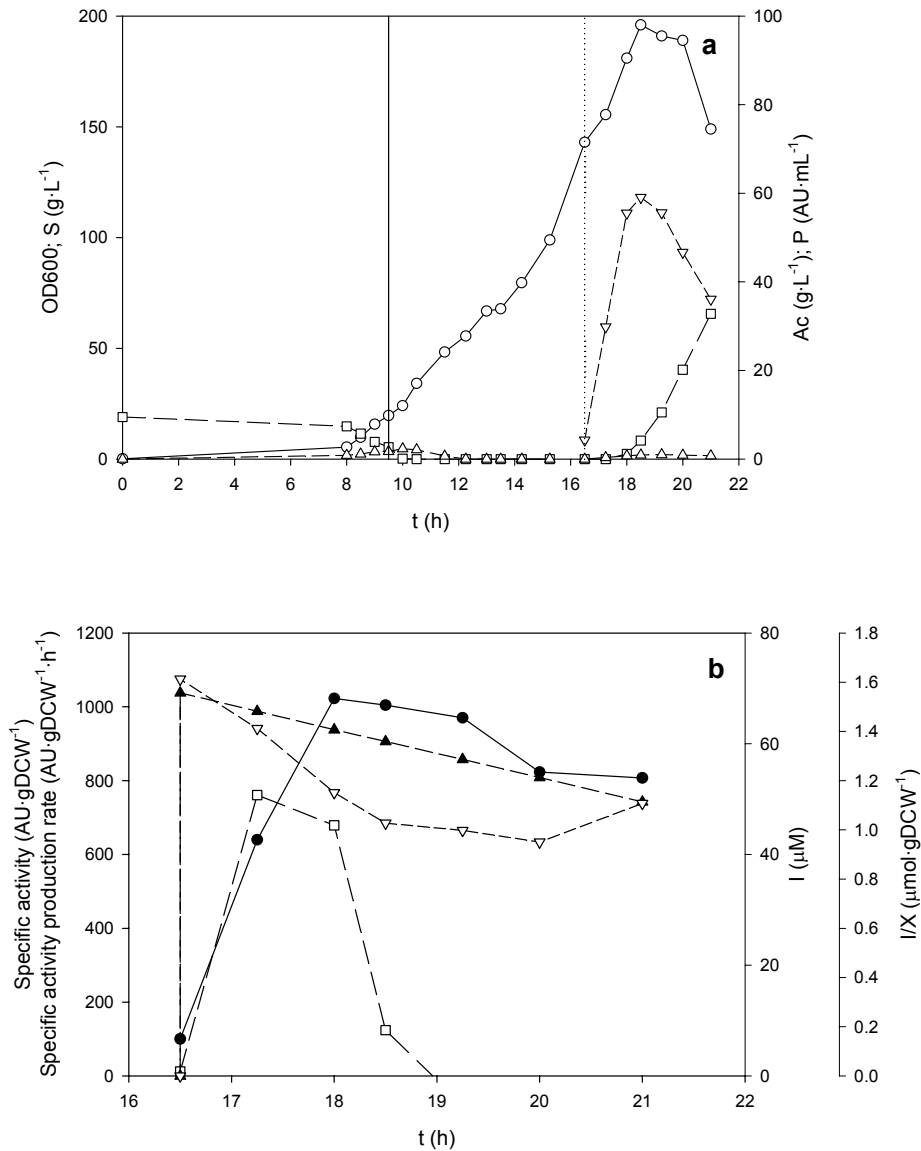 a
OD600; S (g·L-1)
Ac (g·L-1); P (AU·mL-1)
200
150
100
50
0
100
80
60
40
20
0
0 2 4 6 8 10 12 14 16 18 20 22
t (h)
b
Specific activity (AU·gDCW-1)
Specific activity production rate (AU·gDCW-1·h-1)
I (µM)
I/X (µmol·gDCW-1)
1200
1000
800
600
400
200
0
80
60
40
20
0
1.8
1.6
1.4
1.2
1.0
0.8
0.6
0.4
0.2
0.0
16 17 18 19 20 21 22
t (h)